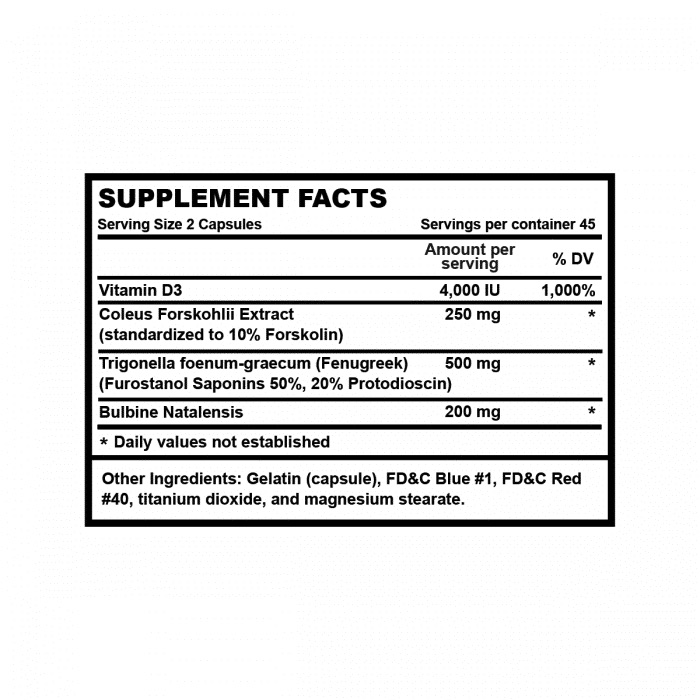 SUPPLEMENT FACTS
Serving Size 2 Capsules Servings per container 45
Amount per
serving % DV
Vitamin D3 4,000 IU 1,000%
Coleus Forskohlii Extract 250 mg *
(standardized to 10% Forskolin)
Trigonella foenum-graecum (Fenugreek) 500 mg *
(Furostanol Saponins 50%, 20% Protodioscin)
Bulbine Natalensis 200 mg *
* Daily values not established
Other Ingredients: Gelatin (capsule), FD&C Blue #1, FD&C Red
#40, titanium dioxide, and magnesium stearate.